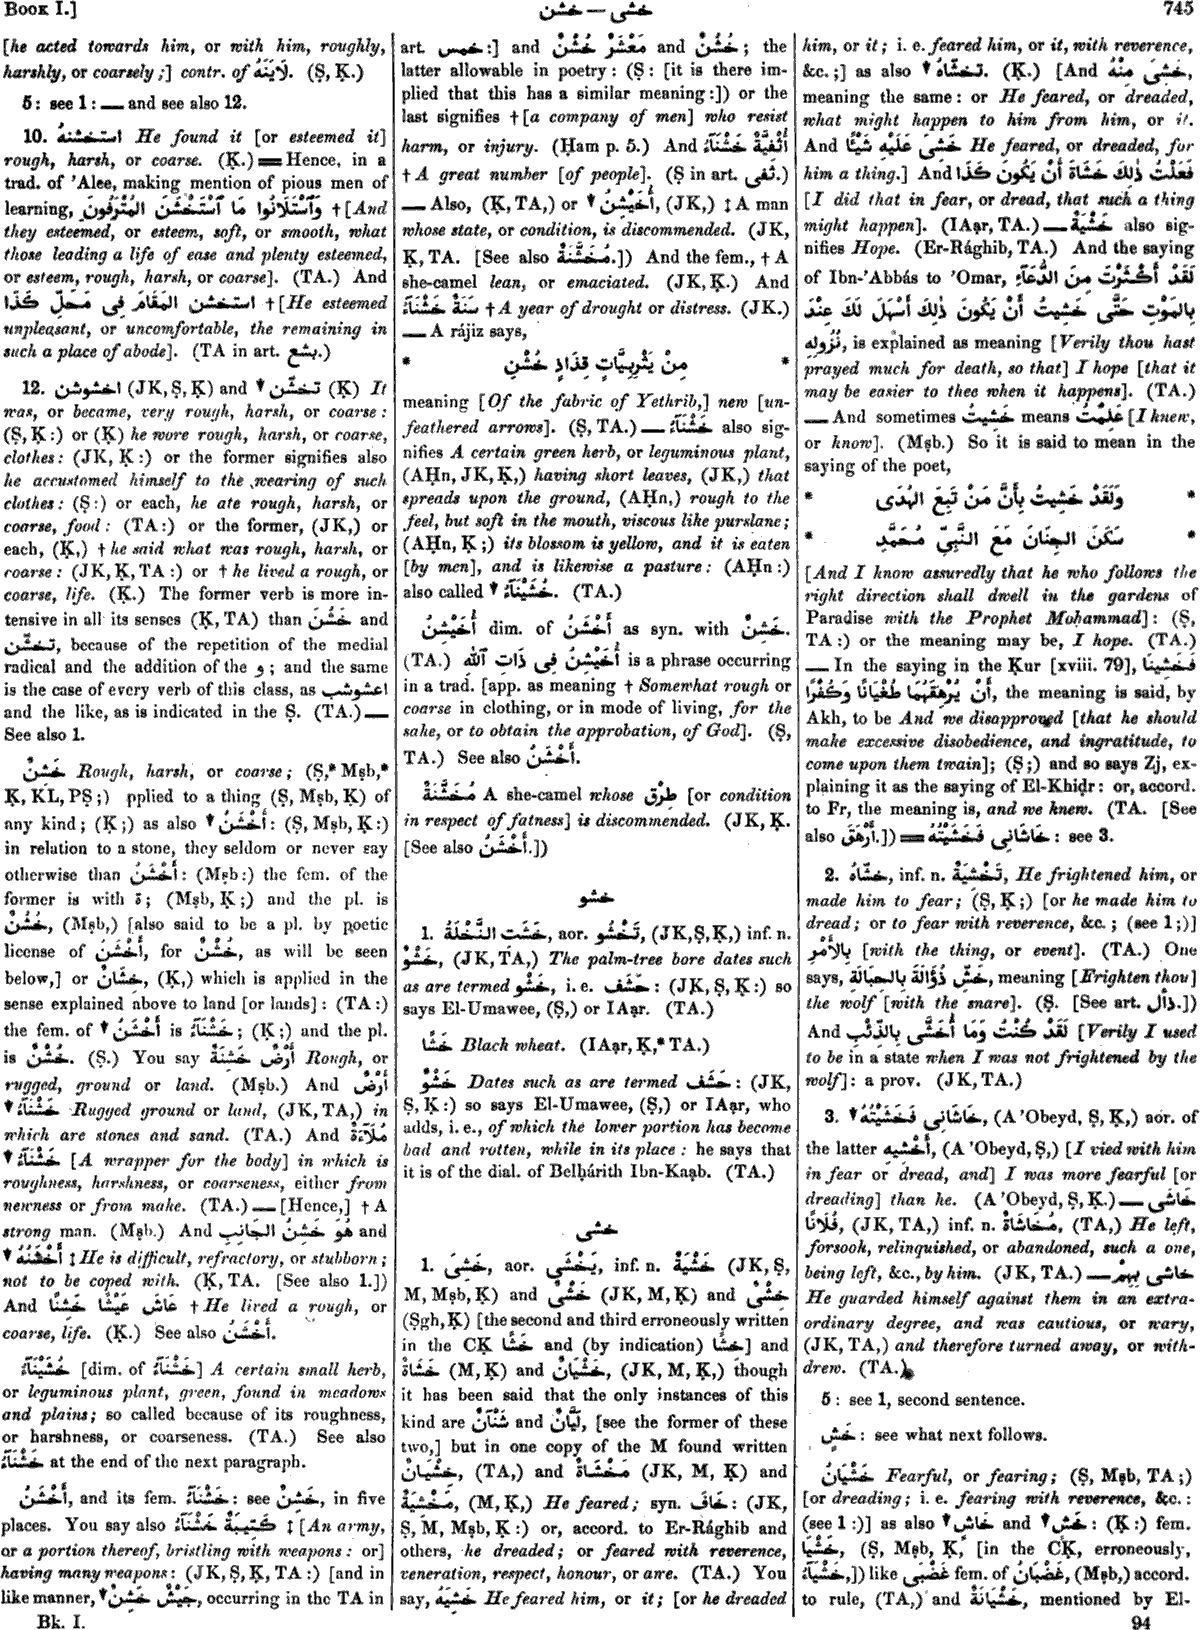 BOOK I.]
خشن — خشى
745
[he acted towards him, or with him, roughly,
harshly, or coarsely;] contr. of لَايَنَهُ. (Ṣ, Ḳ.)
5: see 1: — and see also 12.
10. استخشنهُ He found it [or esteemed it]
rough, harsh, or coarse. (Ḳ.) = Hence, in a
trad. of 'Alee, making mention of pious men of
learning, وَٱسْتَلَانُوا مَا ٱسْتَخْشَنَ المُتْرَفُونَ †[And
they esteemed, or esteem, soft, or smooth, what
those leading a life of ease and plenty esteemed,
or esteem, rough, harsh, or coarse]. (TA.) And
استخشن المَقَامَ فِى مَحَلِّ كَذَا †[He esteemed
unpleasant, or uncomfortable, the remaining in
such a place of abode]. (TA in art. بشع.)
12. اخشوشن (JK, Ṣ, Ḳ) and ▾ تخشّن (Ḳ) It
was, or became, very rough, harsh, or coarse:
(Ṣ, Ḳ:) or (Ḳ) he wore rough, harsh, or coarse,
clothes: (JK, Ḳ:) or the former signifies also
he accustomed himself to the wearing of such
clothes: (Ṣ:) or each, he ate rough, harsh, or
coarse, food: (TA:) or the former, (JK,) or
each, (Ḳ,) † he said what was rough, harsh, or
coarse: (JK, Ḳ, TA:) or † he lived a rough, or
coarse, life. (Ḳ.) The former verb is more in-
tensive in all its senses (Ḳ, TA) than خَشُنَ and
تخشّن, because of the repetition of the medial
radical and the addition of the و; and the same
is the case of every verb of this class, as اعشوشب
and the like, as is indicated in the Ṣ. (TA.) —
See also 1.
خَشِنٌ Rough, harsh, or coarse; (Ṣ,* Mṣb,*
Ḳ, KL, PṢ;) pplied to a thing (Ṣ, Mṣb, Ḳ) of
any kind; (Ḳ;) as also ▾ أَخْشَنُ: (Ṣ, Mṣb, Ḳ:)
in relation to a stone, they seldom or never say
otherwise than أَخْشَنُ: (Mṣb:) the fem. of the
former is with ة; (Mṣb, Ḳ;) and the pl. is
خُشُنٌ, (Mṣb,) [also said to be a pl. by poetic
license of أَخْشَنُ, for خُشْنٌ, as will be seen
below,] or خِشَانٌ, (Ḳ,) which is applied in the
sense explained above to land [or lands]: (TA:)
the fem. of ▾ أَخْشَنُ is خَشْنَآءُ; (Ḳ;) and the pl.
is خُشْنٌ. (Ṣ.) You say أَرْضٌ خَشِنَةٌ Rough, or
rugged, ground or land. (Mṣb.) And أَرْضٌ
▾ خَشْنَآءُ Rugged ground or land, (JK, TA,) in
which are stones and sand. (TA.) And مُلَآءَةٌ
▾ خَشْنَآءُ [A wrapper for the body] in which is
roughness, harshness, or coarseness, either from
newness or from make. (TA.) — [Hence,] † A
strong man. (Mṣb.) And هُوَ خَشِنُ الجَانِبِ and
▾ أَخْشَنُهُ ‡ He is difficult, refractory, or stubborn;
not to be coped with. (Ḳ, TA. [See also 1.])
And عَاشَ عَيْشًا خَشِنًا † He lived a rough, or
coarse, life. (Ḳ.) See also أَخْشَنُ.
خُشَيْنَآءُ [dim. of خَشْنَآءُ] A certain small herb,
or leguminous plant, green, found in meadows
and plains; so called because of its roughness,
or harshness, or coarseness. (TA.) See also
خَشْنَآءُ at the end of the next paragraph.
أَخْشَنُ, and its fem. خَشْنَآءُ: see خَشِنٌ, in five
places. You say also كَتِيبَةٌ خَشْنَآءُ ‡ [An army,
or a portion thereof, bristling with weapons: or]
having many weapons: (JK, Ṣ, Ḳ, TA:) [and in
like manner, ▾ جَيْشٌ خَشِنٌ, occurring in the TA in
Bk. I.
art. خمس:] and مَعْشَرٌ خُشْنٌ and خُشُنٌ; the
latter allowable in poetry: (Ṣ: [it is there im-
plied that this has a similar meaning:]) or the
last signifies †[a company of men] who resist
harm, or injury. (Ḥam p. 5.) And أُثْفِيَّةٌ خَشْنَآءُ
† A great number [of people]. (Ṣ in art. ثفى.)
— Also, (Ḳ, TA,) or ▾ أُخَيْشِنُ, (JK,) ‡ A man
whose state, or condition, is discommended. (JK,
Ḳ, TA. [See also مُخَشَّنَةٌ.]) And the fem., † A
she-camel lean, or emaciated. (JK, Ḳ.) And
سَنَةٌ خَشْنَآءُ † A year of drought or distress. (JK.)
— A rájiz says,
* مِنْ يَثْرِبِيَّاتٍ قِذَاذٍ خُشُنِ *
meaning [Of the fabric of Yethrib,] new [un-
feathered arrows]. (Ṣ, TA.) — خَشْنَآءُ also sig-
nifies A certain green herb, or leguminous plant,
(AḤn, JK, Ḳ,) having short leaves, (JK,) that
spreads upon the ground, (AḤn,) rough to the
feel, but soft in the mouth, viscous like purslane;
(AḤn, Ḳ;) its blossom is yellow, and it is eaten
[by men], and is likewise a pasture: (AḤn:)
also called ▾ خُشَيْنَآءُ. (TA.)
أُخَيْشِنُ dim. of أَخْشَنُ as syn. with خَشِنٌ.
(TA.) أُخَيْشِنُ فِى ذَاتِ ٱللّٰهِ is a phrase occurring
in a trad. [app. as meaning † Somewhat rough or
coarse in clothing, or in mode of living, for the
sake, or to obtain the approbation, of God]. (Ṣ,
TA.) See also أَخْشَنُ.
مُخَشَّنَةٌ A she-camel whose طِرْق [or condition
in respect of fatness] is discommended. (JK, Ḳ.
[See also أَخْشَنُ.])
خشو
1. خَشَتِ النَّخْلَةُ, aor. تَخْشُو, (JK, Ṣ, Ḳ,) inf. n.
خَشْوٌ, (JK, TA,) The palm-tree bore dates such
as are termed خَشْو, i. e. حَشَف: (JK, Ṣ, Ḳ:) so
says El-Umawee, (Ṣ,) or IAạr. (TA.)
خَشًا Black wheat. (IAạr, Ḳ,* TA.)
خَشْوٌ Dates such as are termed حَشَف: (JK,
Ṣ, Ḳ:) so says El-Umawee, (Ṣ,) or IAạr, who
adds, i. e., of which the lower portion has become
bad and rotten, while in its place: he says that
it is of the dial. of Belḥárith Ibn-Kaạb. (TA.)
خشى
1. خَشِىَ, aor. يَخْشَى, inf. n. خَشْيَةٌ (JK, Ṣ,
M, Mṣb, Ḳ) and خَشْىٌ (JK, M, Ḳ) and خِشْىٌ
(Ṣgh, Ḳ) [the second and third erroneously written
in the CḲ خَشًا and (by indication) خِشًا] and
خَشَاةٌ (M, Ḳ) and خَشَيَانٌ, (JK, M, Ḳ,) though
it has been said that the only instances of this
kind are شَنَآنٌ and لَيَّانٌ, [see the former of these
two,] but in one copy of the M found written
خَشْيَانٌ, (TA,) and مَخْشَاةٌ (JK, M, Ḳ) and
مَخْشِيَةٌ, (M, Ḳ,) He feared; syn. خَافَ: (JK,
Ṣ, M, Mṣb, Ḳ:) or, accord. to Er-Rághib and
others, he dreaded; or feared with reverence,
veneration, respect, honour, or awe. (TA.) You
say, خَشِيَهُ He feared him, or it; [or he dreaded
him, or it; i. e. feared him, or it, with reverence,
&c.;] as also ▾ تخشّاهُ. (Ḳ.) [And خَشِىَ مِنْهُ,
meaning the same: or He feared, or dreaded,
what might happen to him from him, or it.
And خَشِىَ عَلَيْهِ شَيْئًا He feared, or dreaded, for
him a thing.] And فَعَلْتُ ذٰلِكَ خَشَاةَ أَنْ يَكُونَ كَذَا
[I did that in fear, or dread, that such a thing
might happen]. (IAạr, TA.) — خَشْيَةٌ also sig-
nifies Hope. (Er-Rághib, TA.) And the saying
of Ibn-'Abbás to 'Omar, لَقَدْ أَكْثَرْتَ مِنَ الدُّعَآءِ
بِالمَوْتِ حَتَّى خَشِيتُ أَنْ يَكُونَ ذٰلِكَ أَسْهَلَ لَكَ عِنْدَ
نُزُولِهِ, is explained as meaning [Verily thou hast
prayed much for death, so that] I hope [that it
may be easier to thee when it happens]. (TA.)
— And sometimes خَشِيتُ means عَلِمْتُ [I knew,
or know]. (Mṣb.) So it is said to mean in the
saying of the poet,
* وَلَقَدْ خَشِيتُ بِأَنَّ مَنْ تَبِعَ الهُدَى *
* سَكَنَ الجِنَانَ مَعَ النَّبِىِّ مُحَمَّدِ *
[And I know assuredly that he who follows the
right direction shall dwell in the gardens of
Paradise with the Prophet Moḥammad]: (Ṣ,
TA:) or the meaning may be, I hope. (TA.)
— In the saying in the Ḳur [xviii. 79], فَخَشِينَا
أَنْ يُرْهِقَهُمَا طُغْيَانًا وَكُفْرًا, the meaning is said, by
Akh, to be And we disapproved [that he should
make excessive disobedience, and ingratitude, to
come upon them twain]; (Ṣ;) and so says Zj, ex-
plaining it as the saying of El-Khiḍr: or, accord.
to Fr, the meaning is, and we knew. (TA. [See
also أَرْهَقَ.]) = خَاشَانِى فَخَشَيْتُهُ: see 3.
2. خشّاهُ, inf. n. تَخْشِيَةٌ, He frightened him, or
made him to fear; (Ṣ, Ḳ;) [or he made him to
dread; or to fear with reverence, &c.; (see 1;)]
بِالأَمْرِ [with the thing, or event]. (TA.) One
says, خَشِّ ذُؤَالَةَ بِالحِبَالَةِ, meaning [Frighten thou]
the wolf [with the snare]. (Ṣ. [See art. ذأل.])
And لَقَدْ كُنْتُ وَمَا أُخَشَّى بِالذِّئْبِ [Verily I used
to be in a state when I was not frightened by the
wolf]: a prov. (JK, TA.)
3. ▾ خَاشَانِى فَخَشَيْتُهُ, (A 'Obeyd, Ṣ, Ḳ,) aor. of
the latter أَخْشِيهِ, (A 'Obeyd, Ṣ,) [I vied with him
in fear or dread, and] I was more fearful [or
dreading] than he. (A 'Obeyd, Ṣ, Ḳ.) — خَاشَى
فُلَانًا, (JK, TA,) inf. n. مُخَاشَاةٌ, (TA,) He left,
forsook, relinquished, or abandoned, such a one,
being left, &c., by him. (JK, TA.) — خاشى بِهِمْ
He guarded himself against them in an extra-
ordinary degree, and was cautious, or wary,
(JK, TA,) and therefore turned away, or with-
drew. (TA.)
5: see 1, second sentence.
خَشٍ: see what next follows.
خَشْيَانُ Fearful, or fearing; (Ṣ, Mṣb, TA;)
[or dreading; i. e. fearing with reverence, &c.:
(see 1:)] as also ▾ خَاشٍ and ▾ خَشٍ: (Ḳ:) fem.
خَشْيَا, (Ṣ, Mṣb, Ḳ, [in the CḲ, erroneously,
خَشْيَآءُ,]) like غَضْبَى fem. of غَضْبَانُ, (Mṣb,) accord.
to rule, (TA,) and خَشْيَانَةٌ, mentioned by El-
94